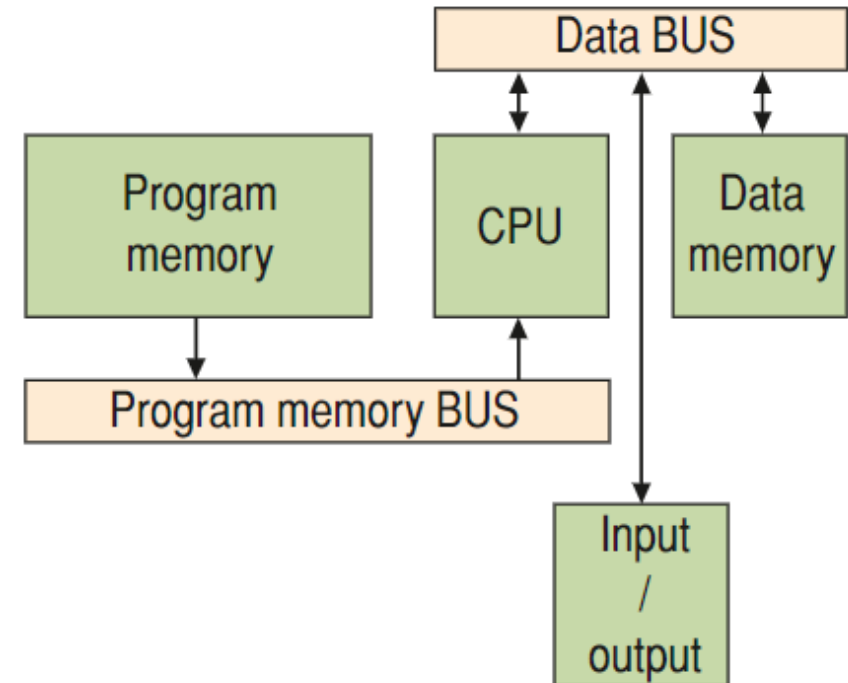 Data BUS
Program
memory
CPU
Data
memory
Program memory BUS
Input
/
output